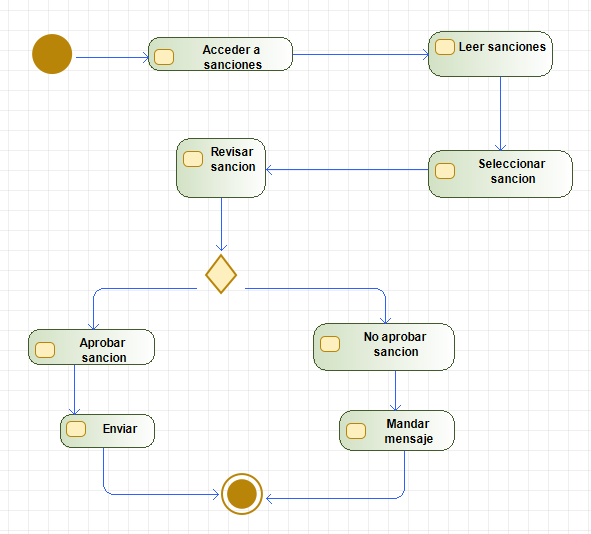 Acceder a
sanciones
Leer sanciones
Seleccionar
sancion
Revisar
sancion
Aprobar
sancion
No aprobar
sancion
Enviar
Mandar
mensaje